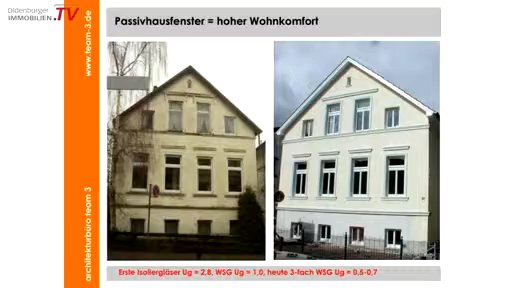 Oldenburger
IMMOBILIEN.TV
www.team-3.de
Passivhausfenster = hoher Wohnkomfort
architekturbüro team 3
Erste Isoliergläser Ug = 2,8, WSG Ug = 1,0, heute 3-fach WSG Ug = 0,5-0,7